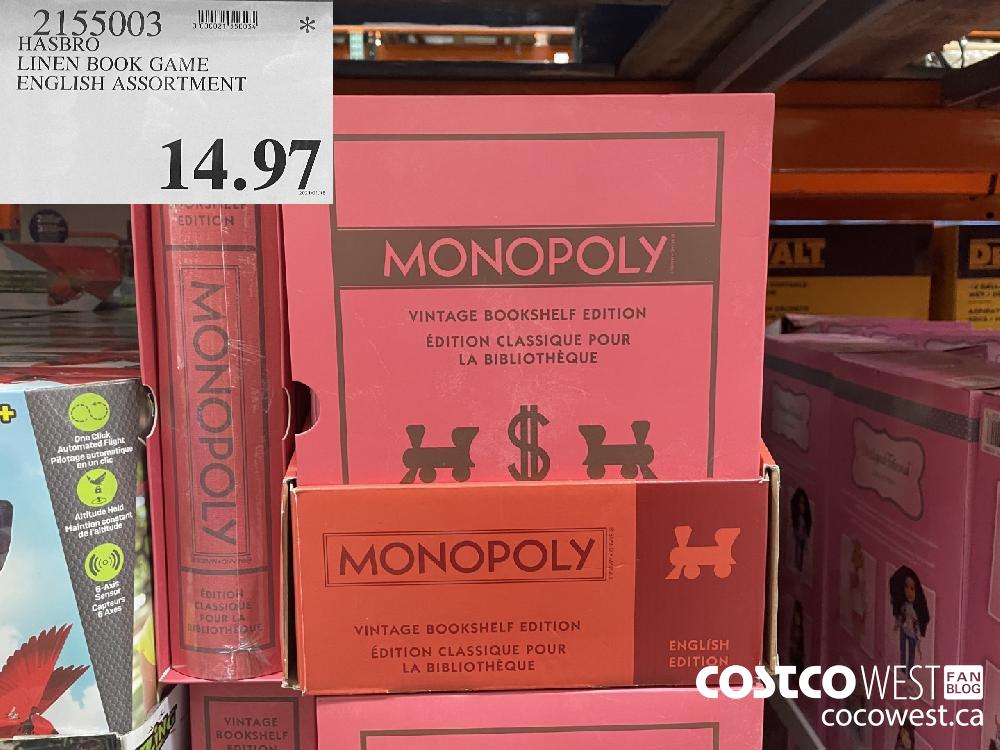 2155003
*
HASBRO
LINEN BOOK GAME
ENGLISH ASSORTMENT
14.97
EDITION
MONOPOLY
ÉDITION
CLASSIQUE
POUR LA
BIBLIOTHÈQUE
MONOPOLY
VINTAGE BOOKSHELF EDITION
ÉDITION CLASSIQUE POUR
LA BIBLIOTHÈQUE
$
MONOPOLY
VINTAGE BOOKSHELF EDITION
ÉDITION CLASSIQUE POUR
LA BIBLIOTHÈQUE
ENGLISH
EDITION
One Click
Automated Flight
Pilotage automatique
en un clic
Altitude Hold
Maintien constant
de l'altitude
6-Axis
Sensor
Capteurs
6 Axes
VINTAGE
BOOKSHELF
EDITION
COSTCO WEST FAN
BLOG
cocowest.ca